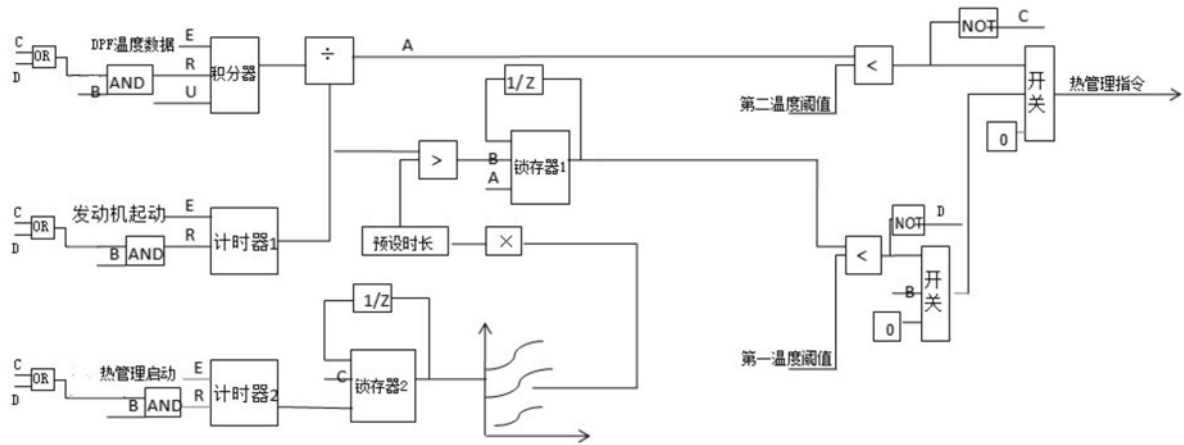 C
OR
D
DPF温度数据
E
AND
B
R
U
积分器
÷
A
1/Z
锁存器1
B
A
>
预设时长
×
第二温度阈值
<
NOT
C
开关
0
热管理指令
C
OR
D
发动机起动
E
AND
B
R
计时器1
第一温度阈值
<
NOT
D
B
开关
0
C
OR
D
热管理启动
E
B
AND
R
计时器2
1/Z
C
锁存器2